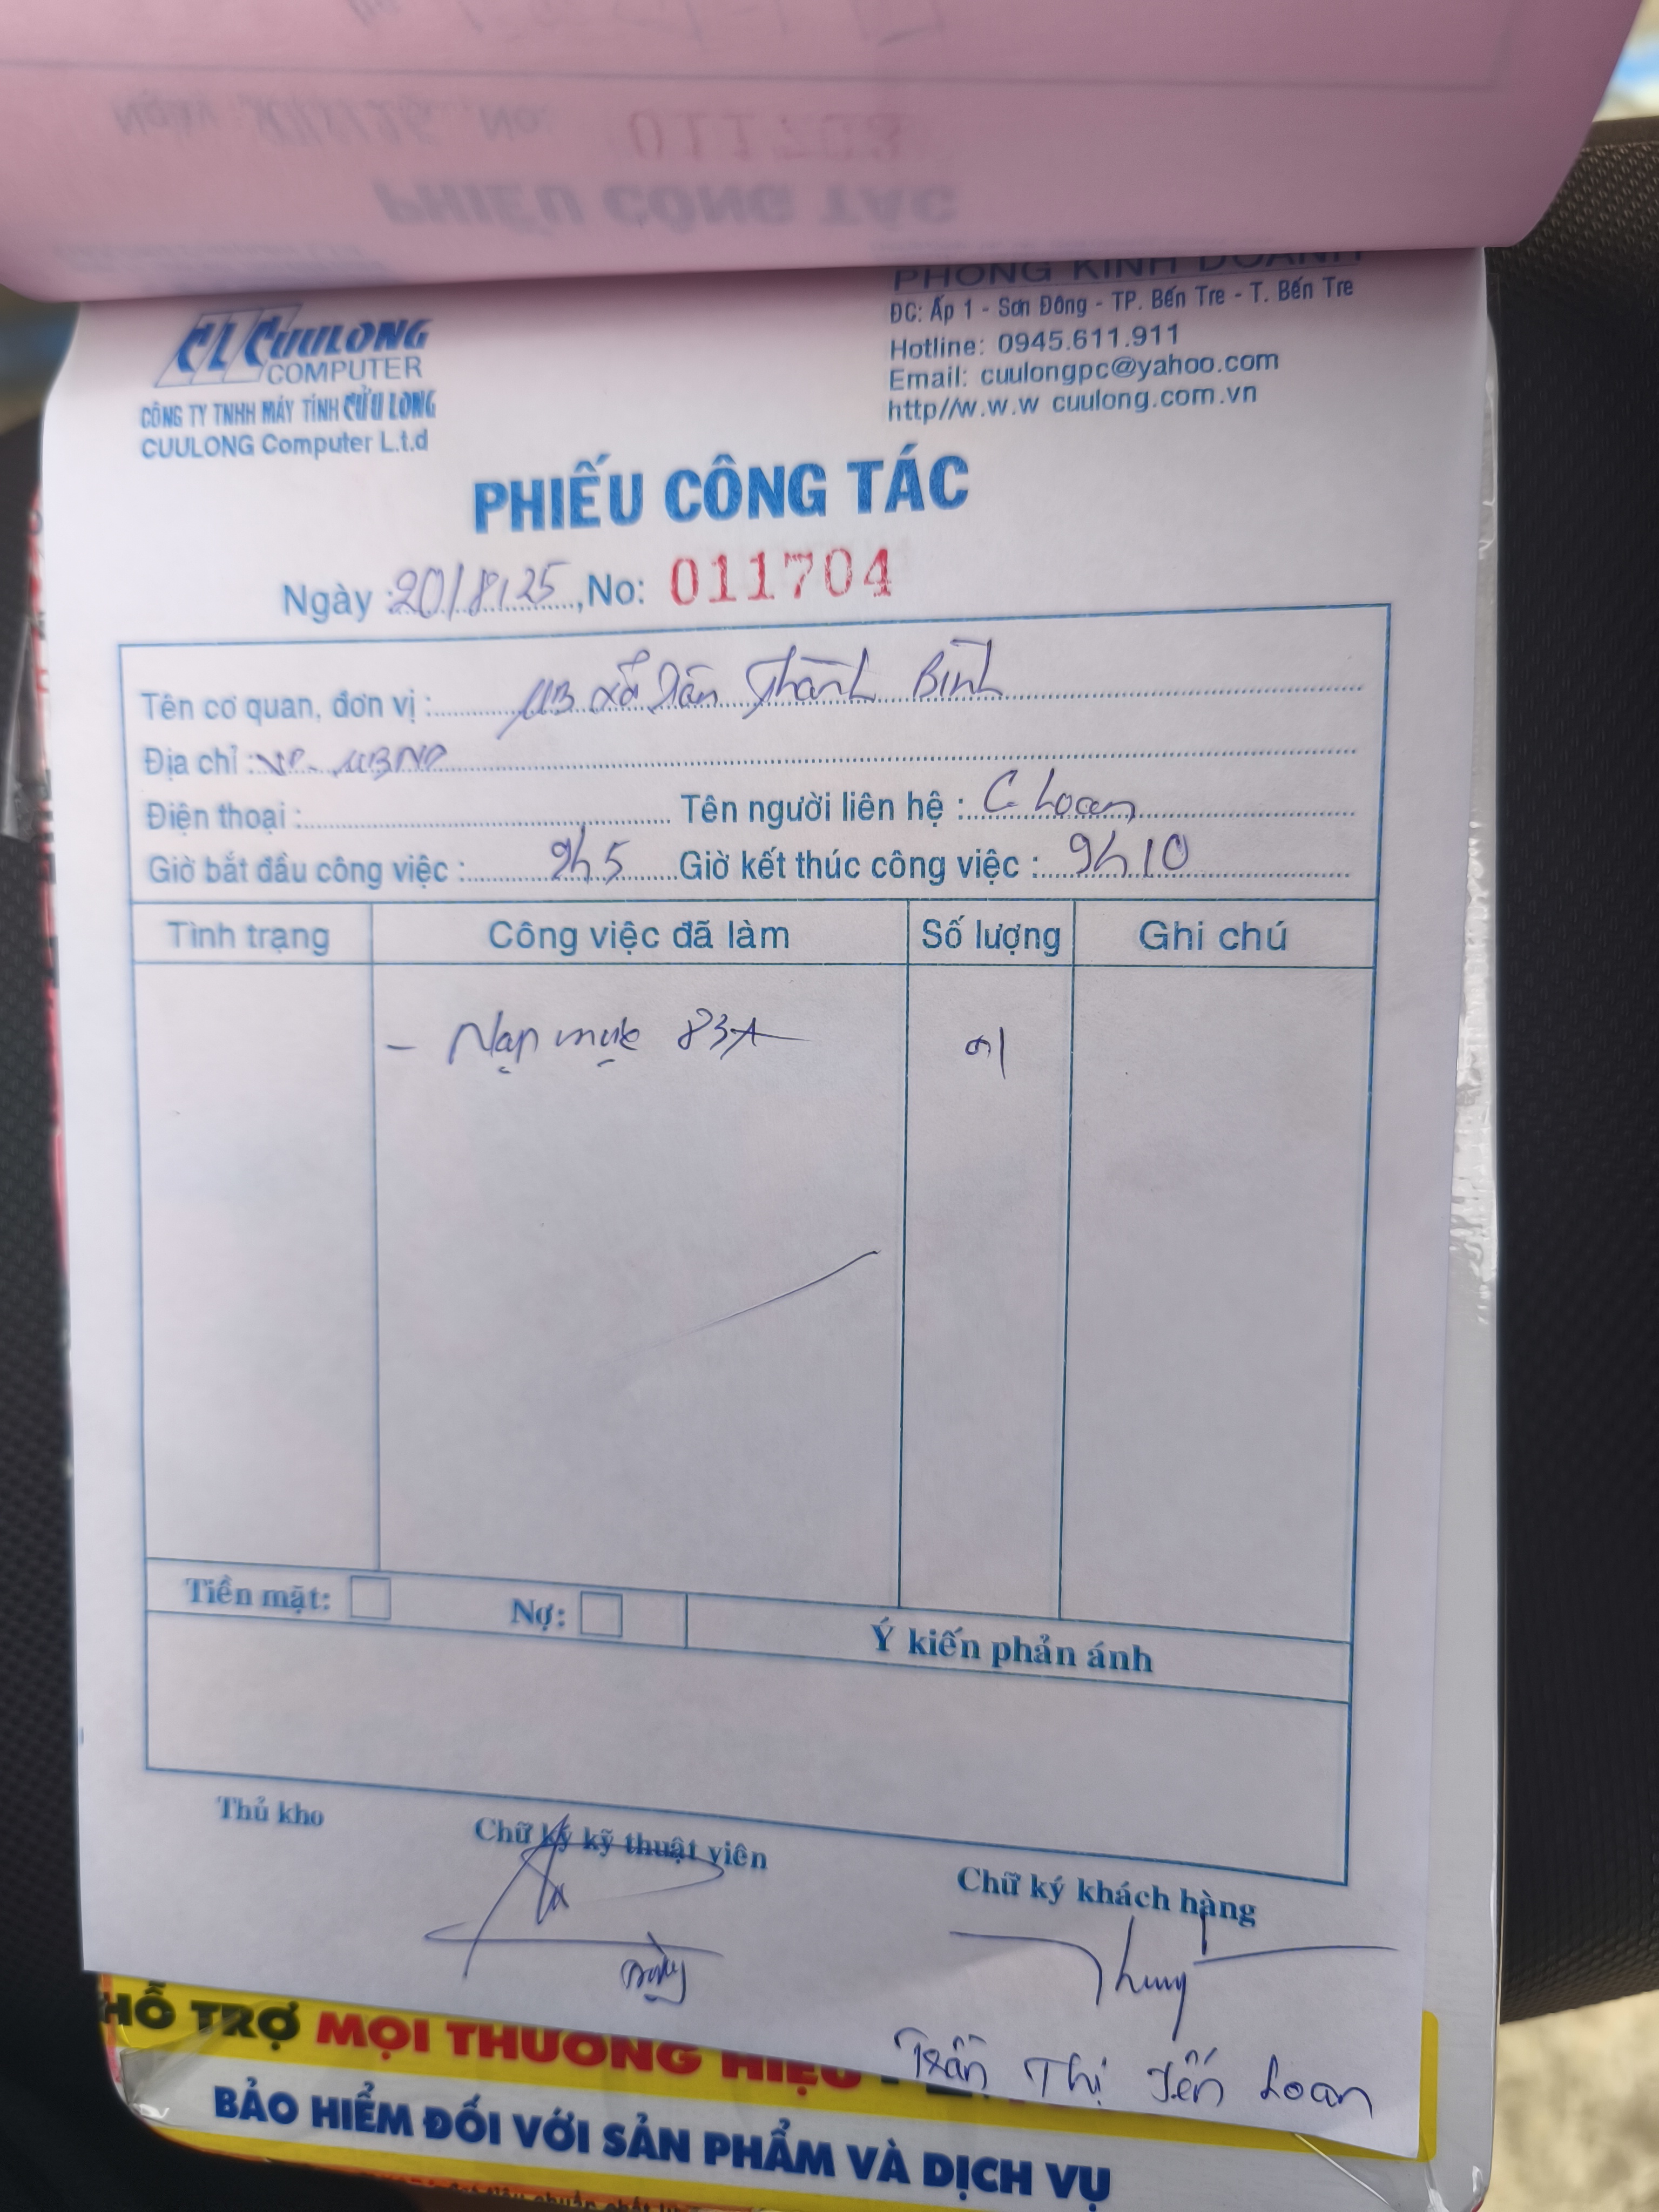 011703
PHIẾU CÔNG TÁC
CL CUULONG
COMPUTER
CÔNG TY TNHH MÁY TÍNH CỬU LONG
CUULONG Computer L.t.d
PHÒNG KINH DOANH
ĐC: Ấp 1 - Sơn Đông - TP. Bến Tre - T. Bến Tre
Hotline: 0945.611.911
Email: cuulongpc@yahoo.com
http//w.w.w cuulong.com.vn
PHIẾU CÔNG TÁC
Ngày :20/8/25, No: 011704
Tên cơ quan, đơn vị : UB xã Tân Thành Bình
Địa chỉ : VP- UBND
Điện thoại : Tên người liên hệ : C Loan
Giờ bắt đầu công việc : 9h5 Giờ kết thúc công việc : 9h10
Tình trạng Công việc đã làm Số lượng Ghi chú
- Nạp mực 83A 01
Tiền mặt: Nợ: Ý kiến phản ánh
Thủ kho Chữ ký kỹ thuật viên Chữ ký khách hàng
Trần Thị Loan
HỖ TRỢ MỌI THƯƠNG HIỆU
BẢO HIỂM ĐỐI VỚI SẢN PHẨM VÀ DỊCH VỤ